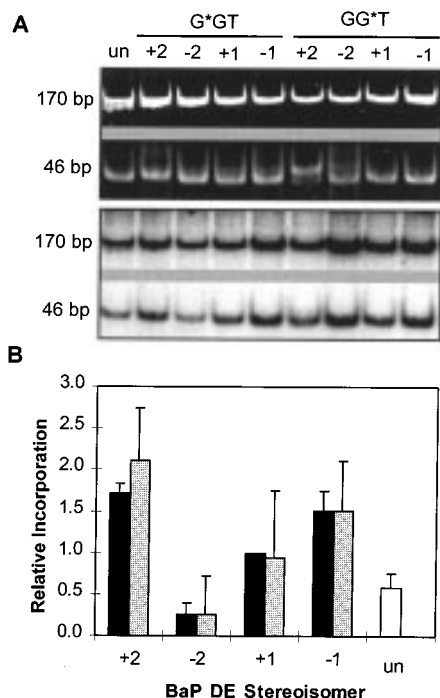 A
G*GT GG*T
un +2 -2 +1 -1 +2 -2 +1 -1
170 bp
46 bp
170 bp
46 bp
B
3.0
2.5
2.0
1.5
1.0
0.5
0.0
Relative Incorporation
+2 -2 +1 -1 un
BaP DE Stereoisomer